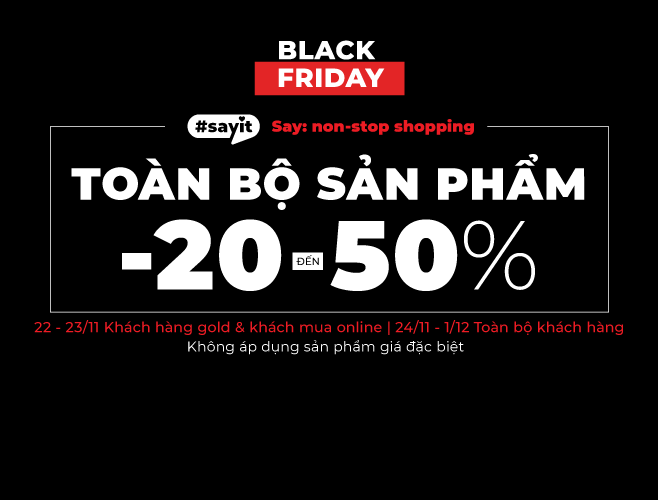 BLACK
FRIDAY
#sayit Say: non-stop shopping
TOÀN BỘ SẢN PHẨM
-20 ĐẾN -50%
22 - 23/11 Khách hàng gold & khách mua online | 24/11 - 1/12 Toàn bộ khách hàng
Không áp dụng sản phẩm giá đặc biệt